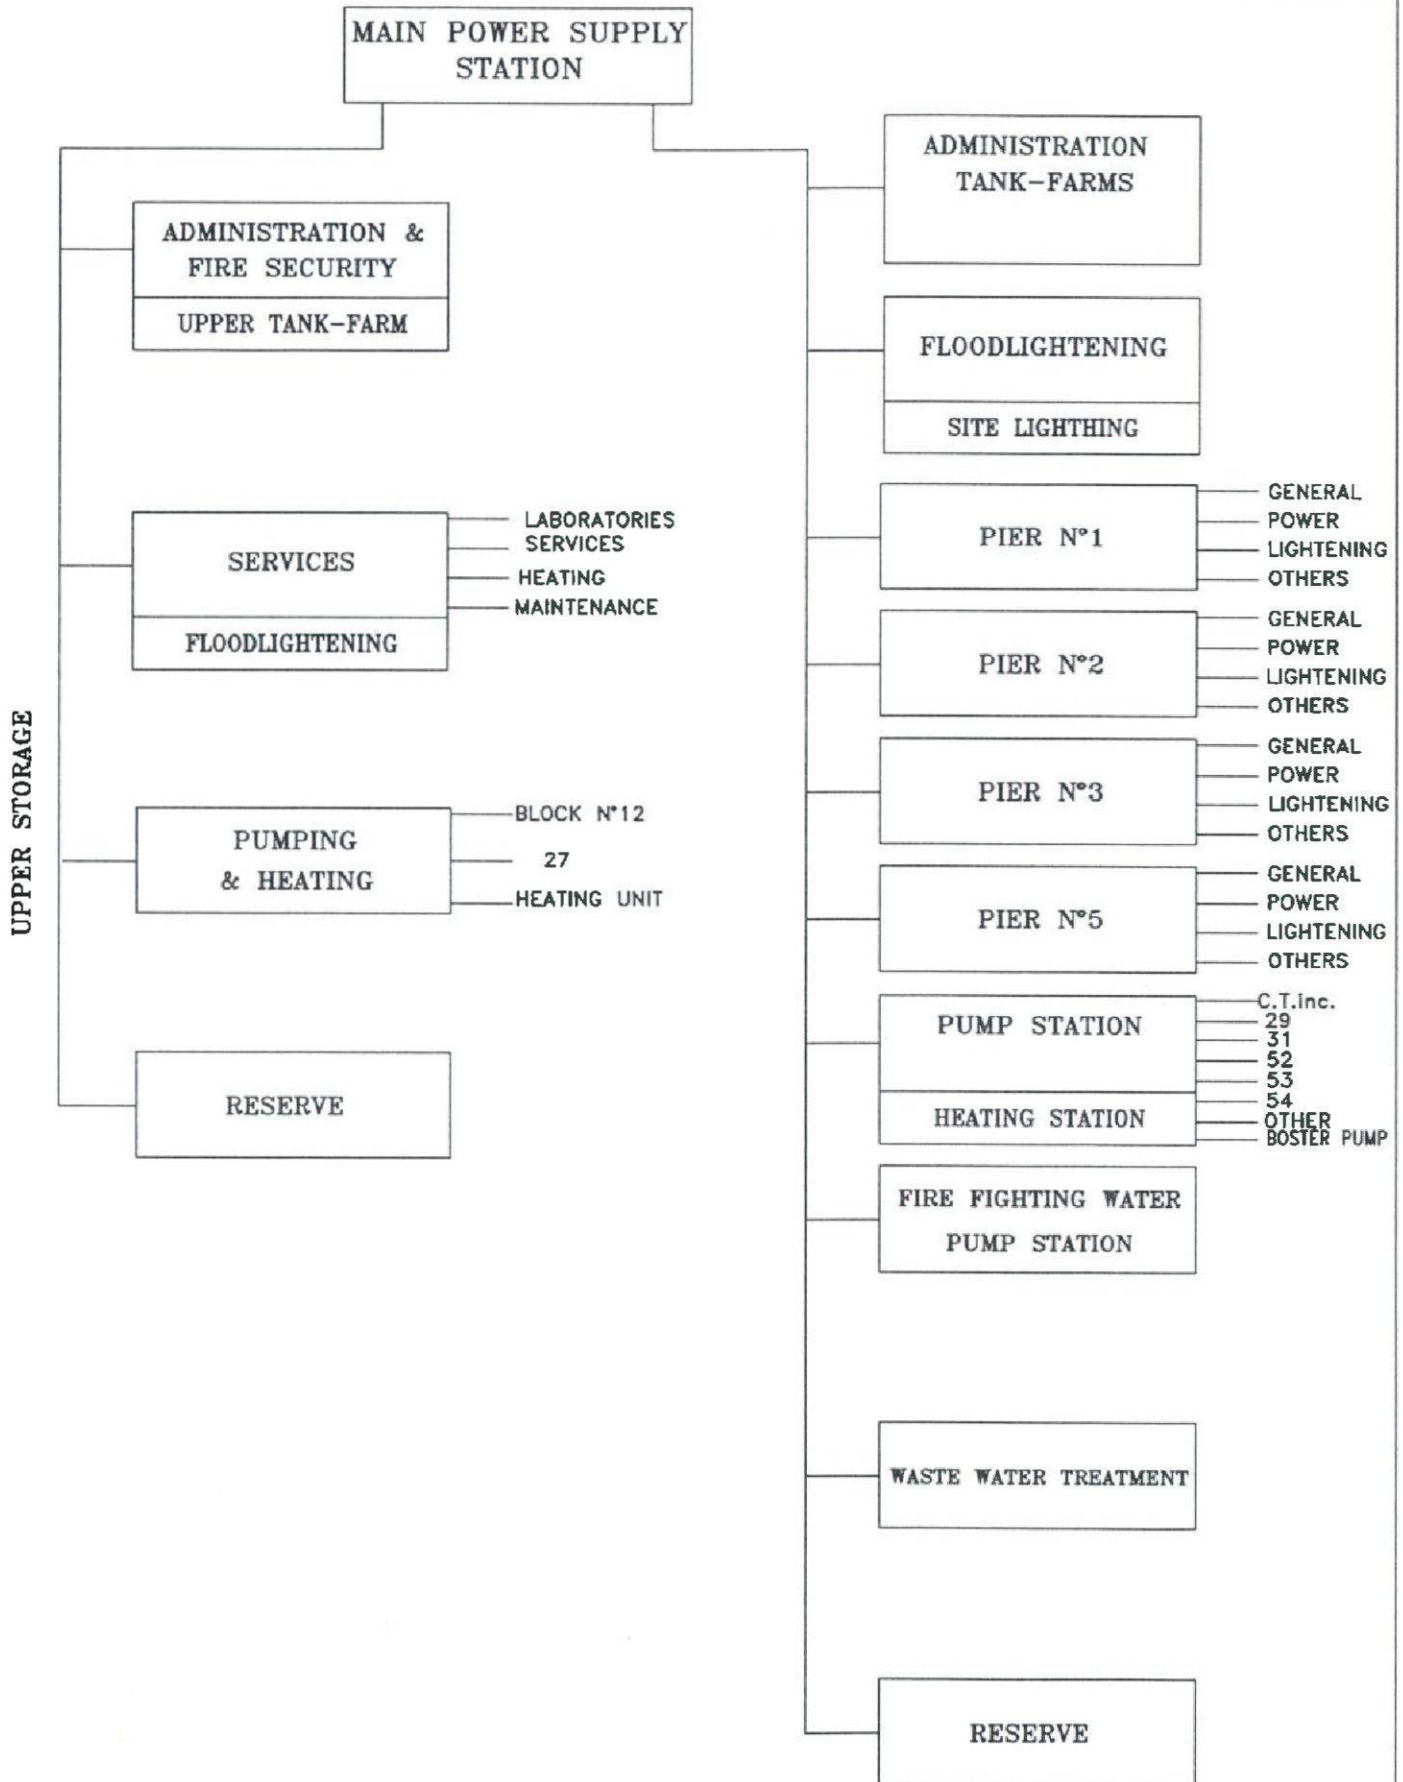 MAIN POWER SUPPLY
STATION
UPPER STORAGE
ADMINISTRATION &
FIRE SECURITY
UPPER TANK-FARM
SERVICES
FLOODLIGHTENING
LABORATORIES
SERVICES
HEATING
MAINTENANCE
PUMPING
& HEATING
BLOCK N°12
27
HEATING UNIT
RESERVE
ADMINISTRATION
TANK-FARMS
FLOODLIGHTENING
SITE LIGHTHING
PIER N°1
GENERAL
POWER
LIGHTENING
OTHERS
PIER N°2
GENERAL
POWER
LIGHTENING
OTHERS
PIER N°3
GENERAL
POWER
LIGHTENING
OTHERS
PIER N°5
GENERAL
POWER
LIGHTENING
OTHERS
PUMP STATION
HEATING STATION
C.T.inc.
29
31
52
53
54
OTHER
BOSTER PUMP
FIRE FIGHTING WATER
PUMP STATION
WASTE WATER TREATMENT
RESERVE